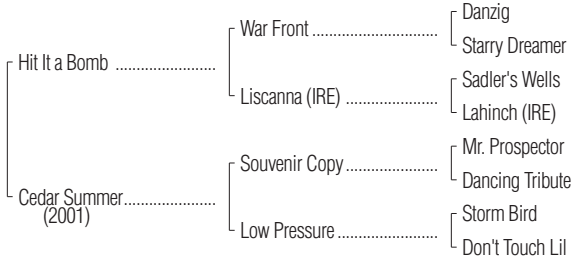 Danzig
War Front
Starry Dreamer
Hit It a Bomb
Sadler's Wells
Liscanna (IRE)
Lahinch (IRE)
Mr. Prospector
Souvenir Copy
Dancing Tribute
Cedar Summer
(2001)
Storm Bird
Low Pressure
Don't Touch Lil